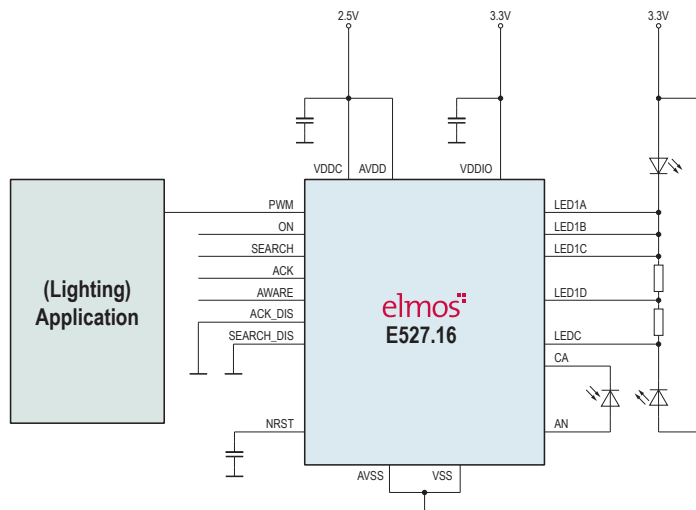 2.5V
3.3V
3.3V
VDDC
AVDD
VDDIO
PWM
ON
SEARCH
ACK
AWARE
ACK_DIS
SEARCH_DIS
NRST
(Lighting)
Application
elmos
E527.16
LED1A
LED1B
LED1C
LED1D
LEDC
CA
AN
AVSS
VSS